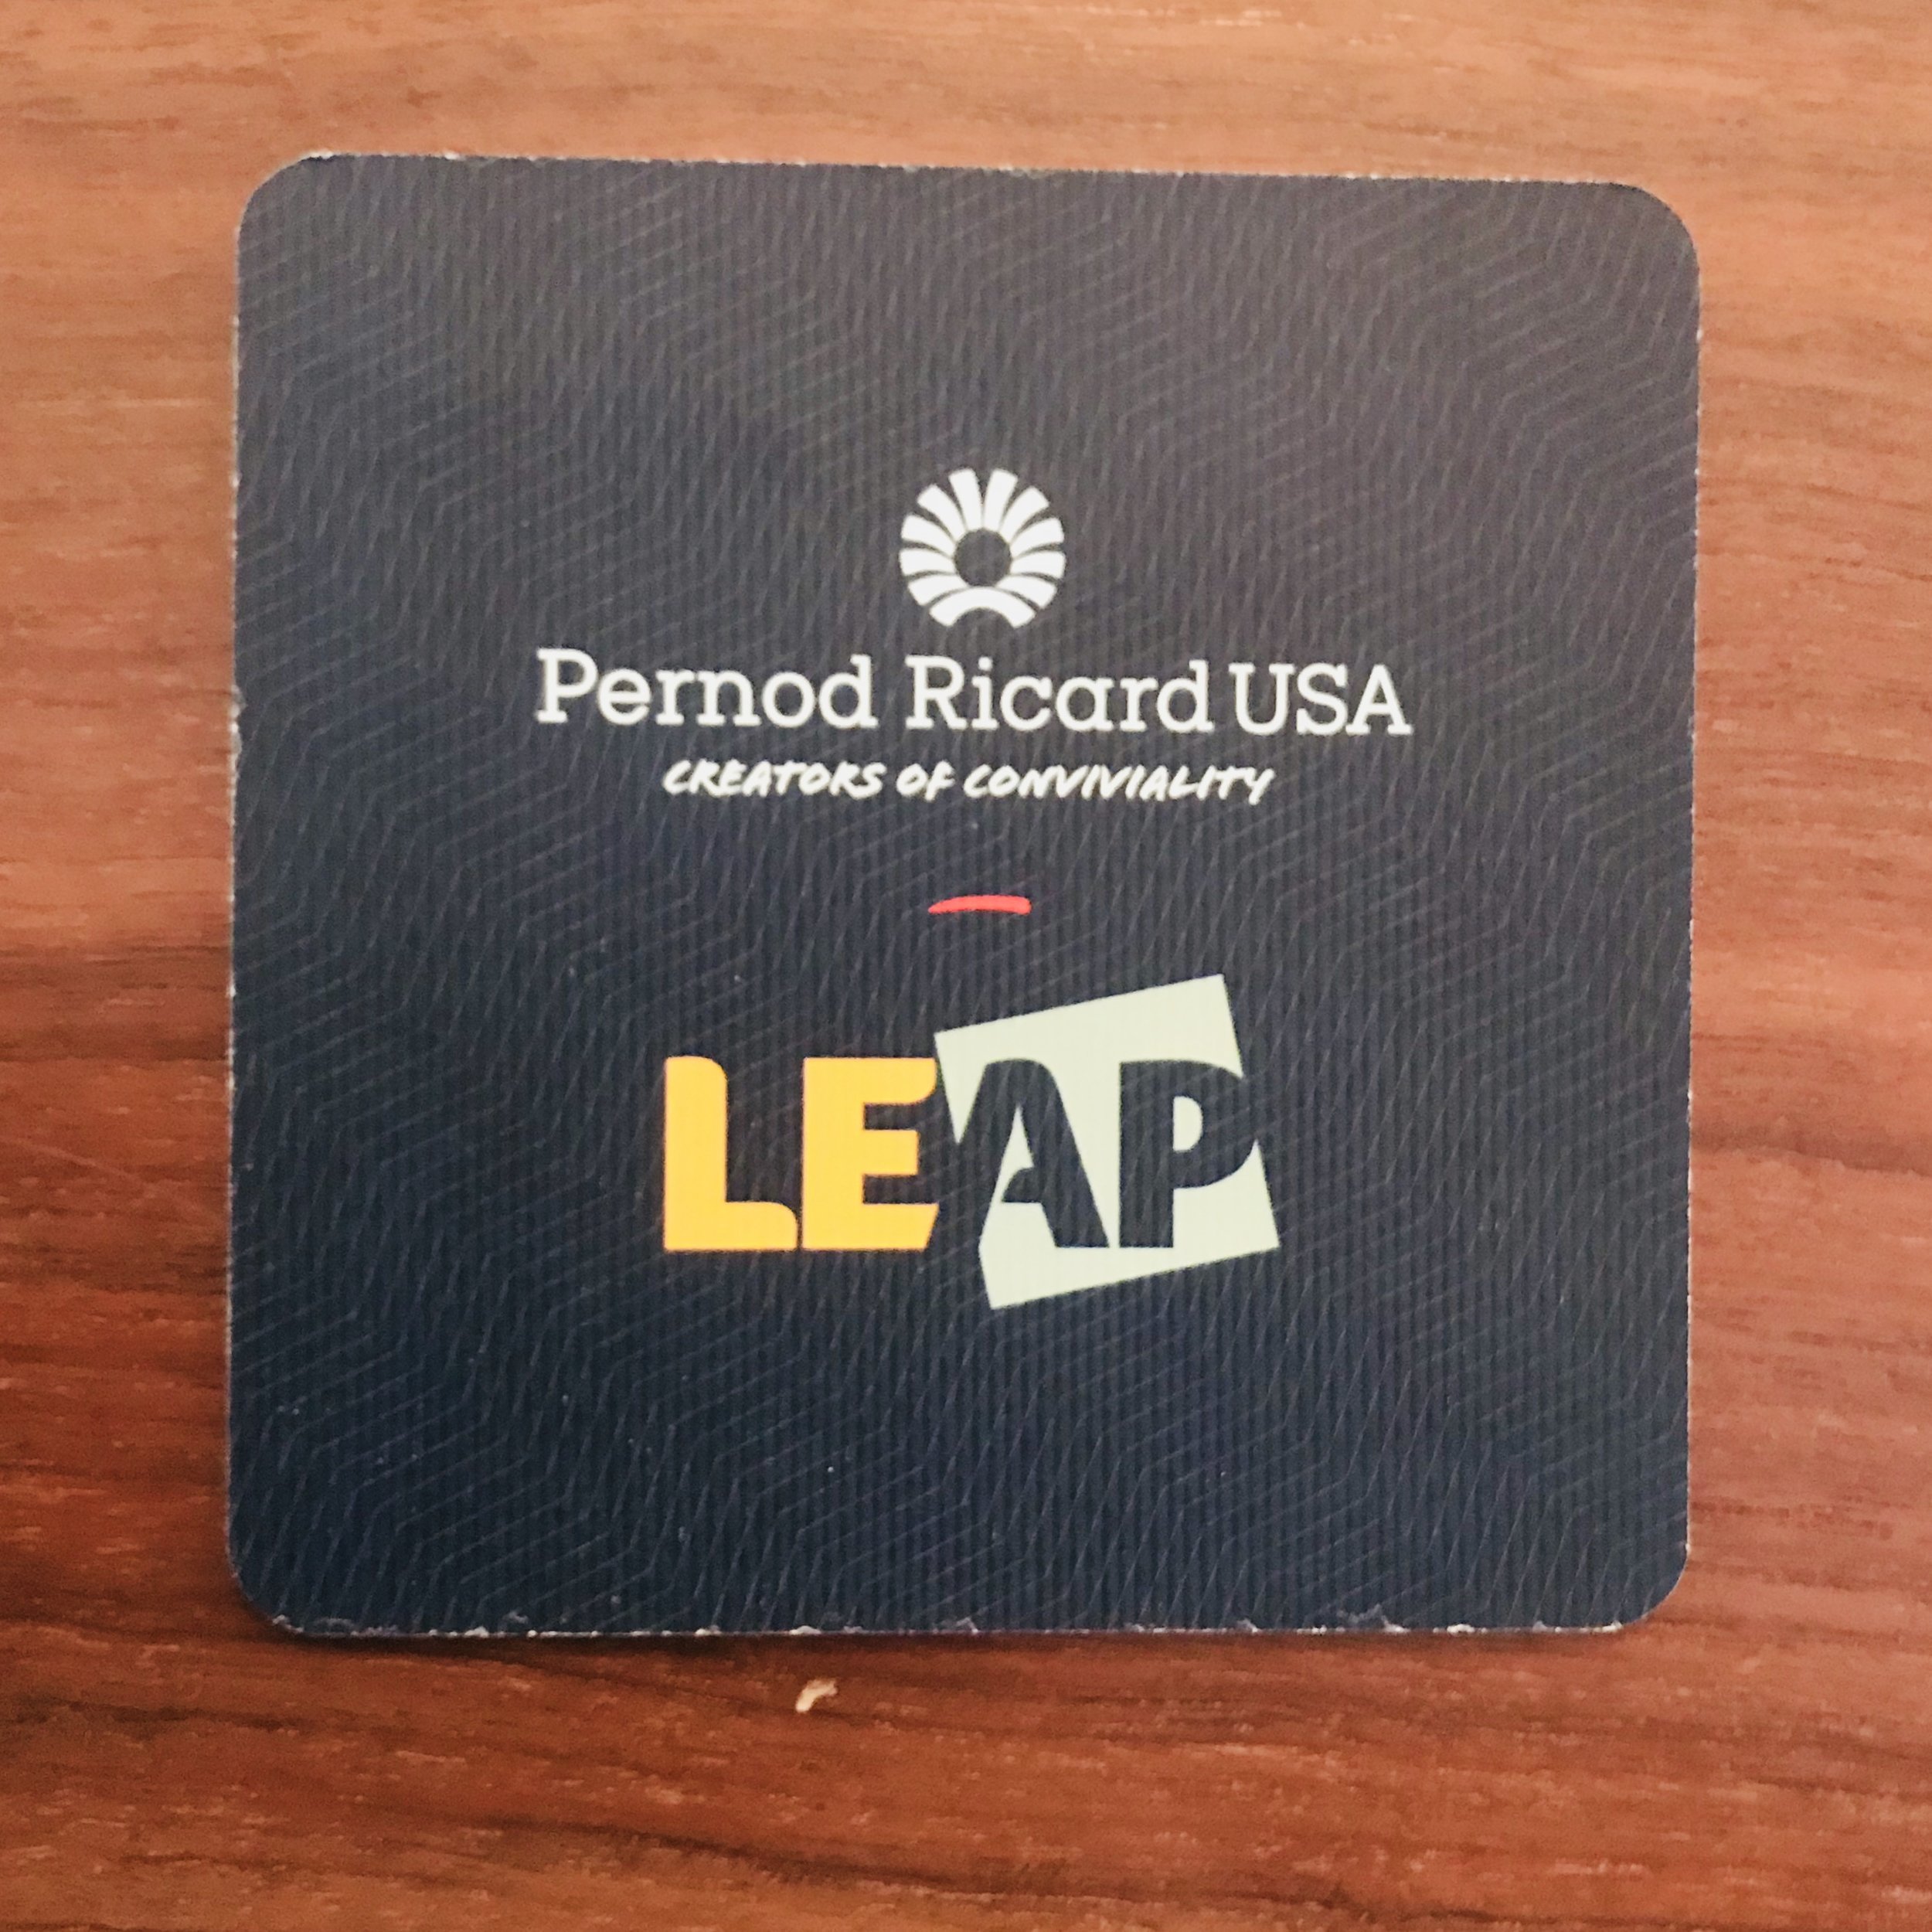 Pernod Ricard USA
CREATORS OF CONVIVIALITY
LEAP